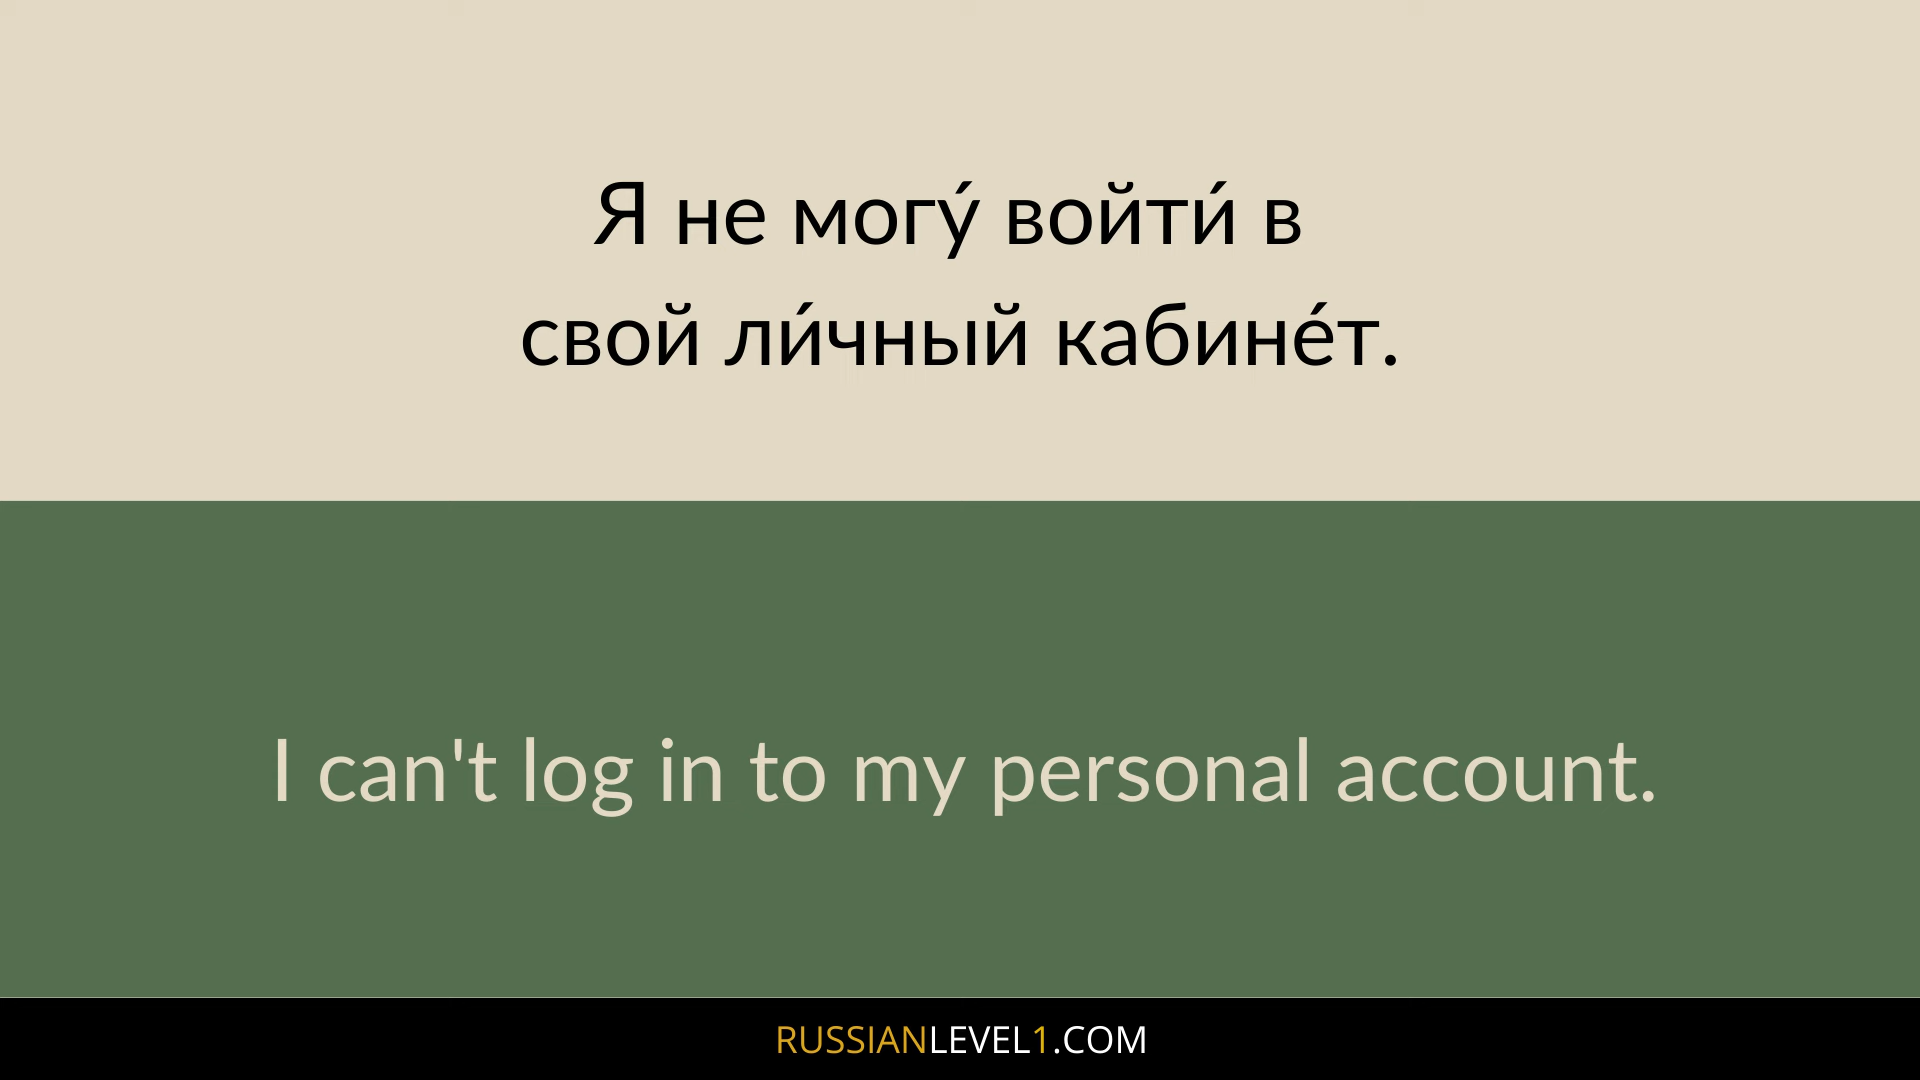 Я не могу́ войти́ в
свой ли́чный кабине́т.
I can't log in to my personal account.
RUSSIANLEVEL1.COM